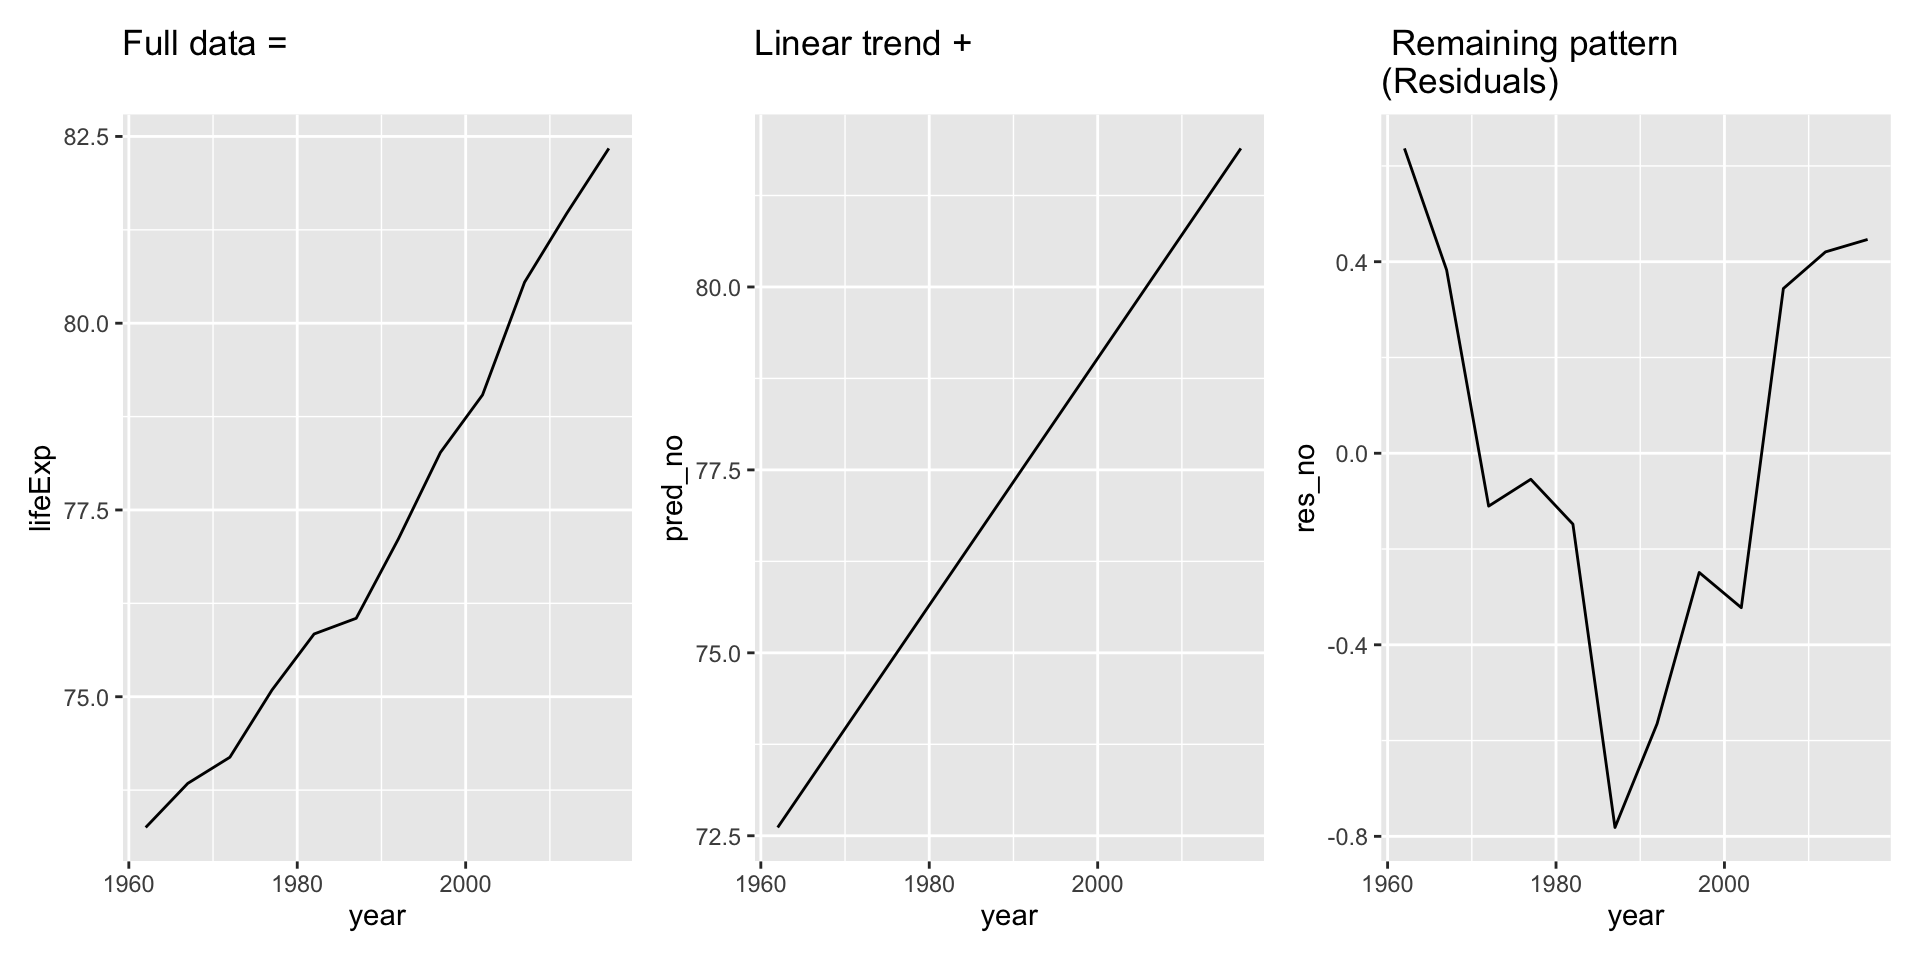 Full data =
82.5
80.0
77.5
75.0
lifeExp
1960 1980 2000
year
Linear trend +
80.0
77.5
75.0
72.5
pred_no
1960 1980 2000
year
Remaining pattern
(Residuals)
0.4
0.0
-0.4
-0.8
res_no
1960 1980 2000
year